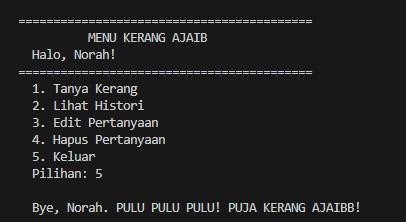 ==========================================
MENU KERANG AJAIB
Halo, Norah!
==========================================
1. Tanya Kerang
2. Lihat Histori
3. Edit Pertanyaan
4. Hapus Pertanyaan
5. Keluar
Pilihan: 5
Bye, Norah. PULU PULU PULU! PUJA KERANG AJAIBB!